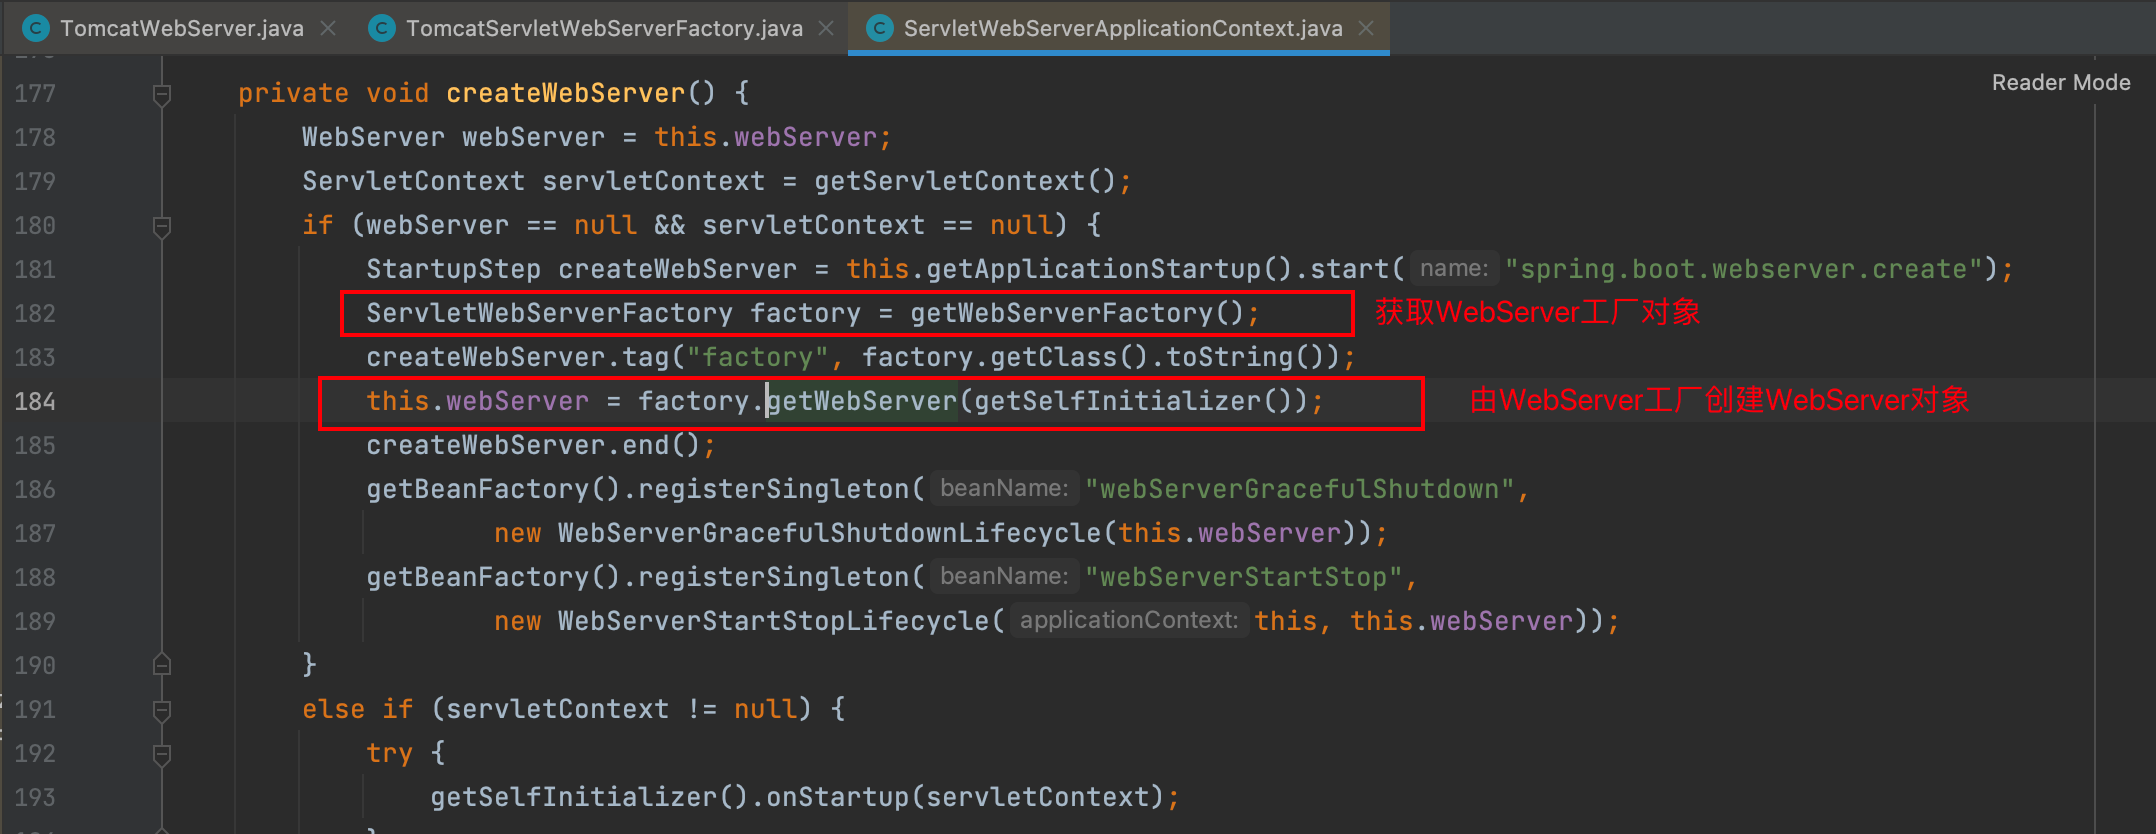 TomcatWebServer.java TomcatServletWebServerFactory.java ServletWebServerApplicationContext.java
Reader Mode
177 private void createWebServer() {
178 WebServer webServer = this.webServer;
179 ServletContext servletContext = getServletContext();
180 if (webServer == null && servletContext == null) {
181 StartupStep createWebServer = this.getApplicationStartup().start( name: "spring.boot.webserver.create");
182 ServletWebServerFactory factory = getWebServerFactory(); 获取WebServer工厂对象
183 createWebServer.tag("factory", factory.getClass().toString());
184 this.webServer = factory.getWebServer(getSelfInitializer()); 由WebServer工厂创建WebServer对象
185 createWebServer.end();
186 getBeanFactory().registerSingleton( beanName: "webServerGracefulShutdown",
187 new WebServerGracefulShutdownLifecycle(this.webServer));
188 getBeanFactory().registerSingleton( beanName: "webServerStartStop",
189 new WebServerStartStopLifecycle( applicationContext: this, this.webServer));
190 }
191 else if (servletContext != null) {
192 try {
193 getSelfInitializer().onStartup(servletContext);